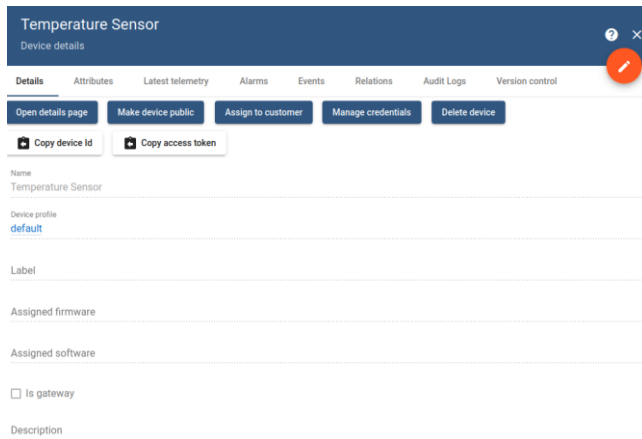 Temperature Sensor
Device details
Details Attributes Latest telemetry Alarms Events Relations Audit Logs Version control
Open details page Make device public Assign to customer Manage credentials Delete device
Copy device Id Copy access token
Name
Temperature Sensor
Device profile
default
Label
Assigned firmware
Assigned software
Is gateway
Description